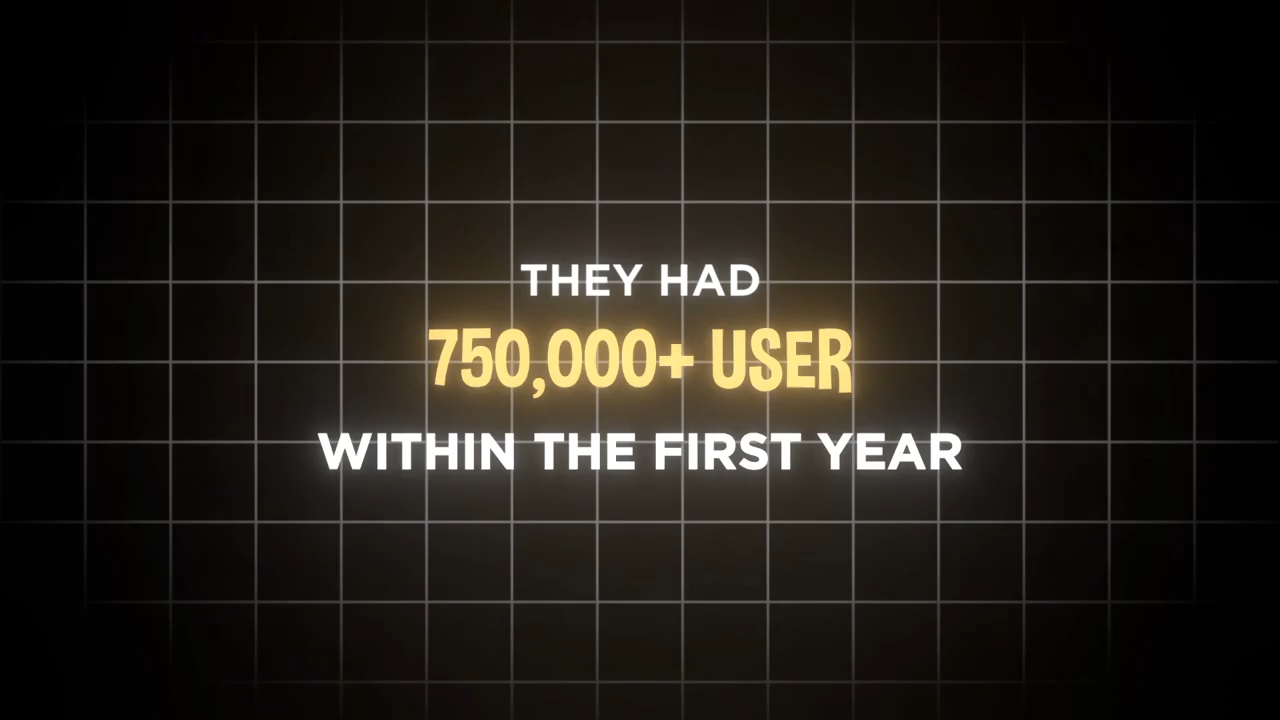 THEY HAD
750,000+ USER
WITHIN THE FIRST YEAR